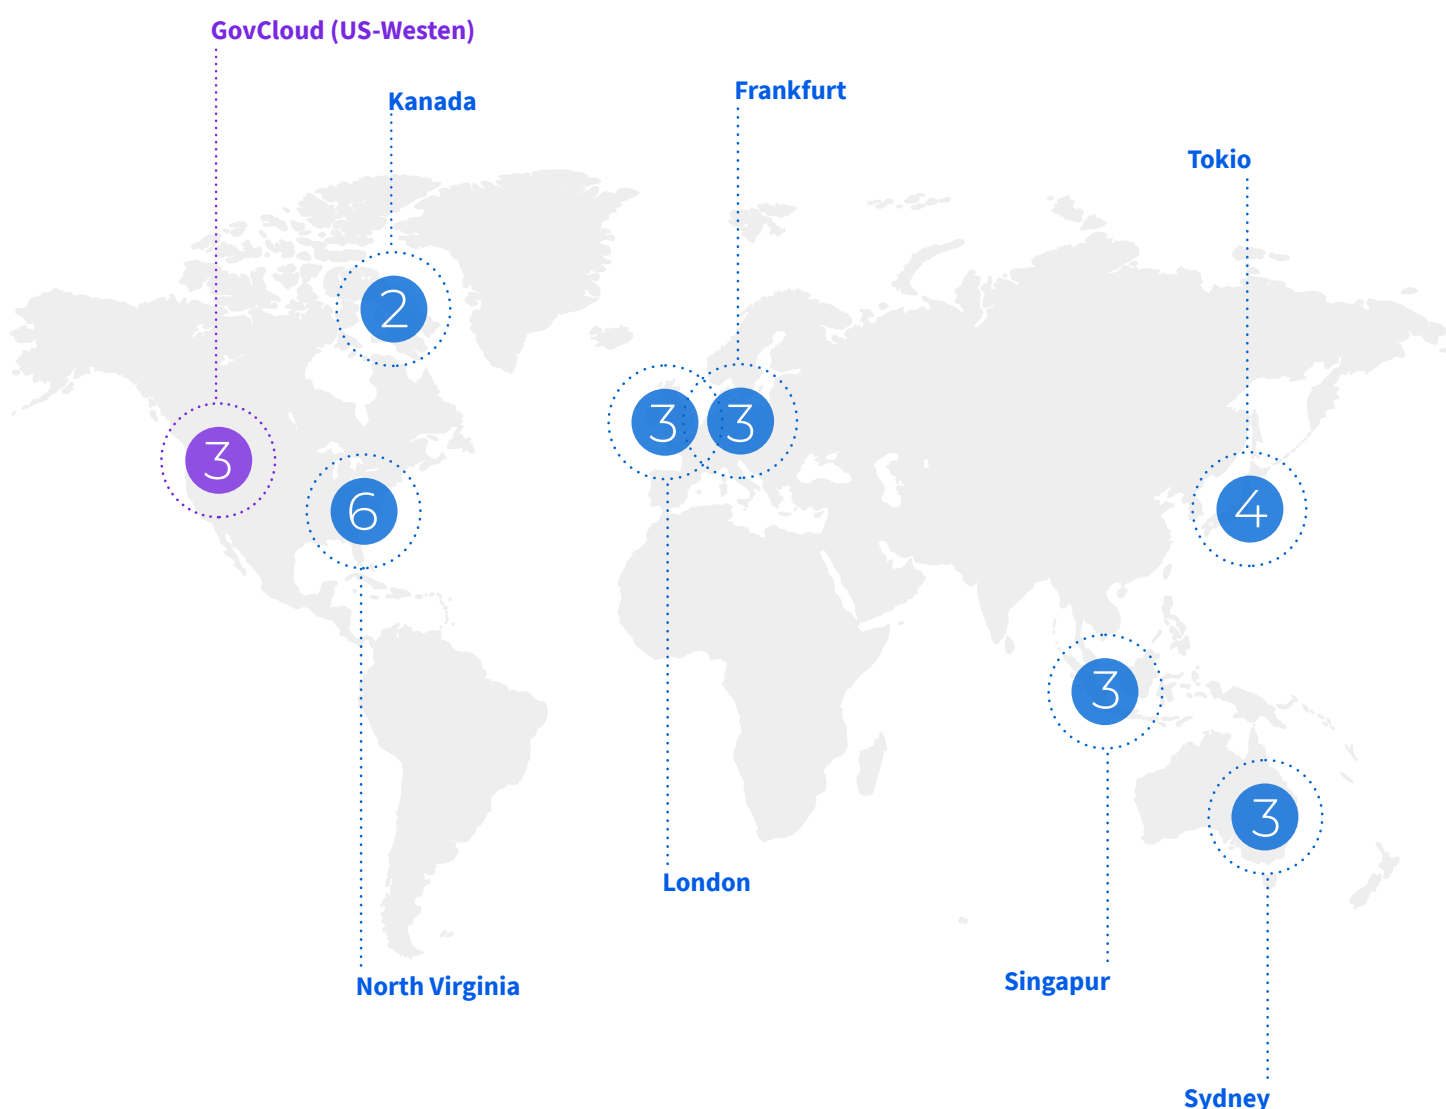 GovCloud (US-Westen)
Kanada
Frankfurt
Tokio
2
3
3
3
6
4
3
3
London
North Virginia
Singapur
Sydney